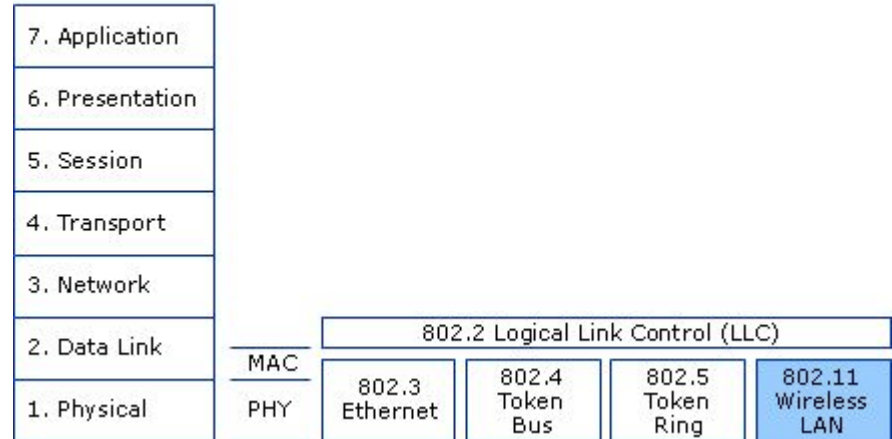 7. Application
6. Presentation
5. Session
4. Transport
3. Network
2. Data Link
1. Physical
MAC
PHY
802.2 Logical Link Control (LLC)
802.3
Ethernet
802.4
Token
Bus
802.5
Token
Ring
802.11
Wireless
LAN